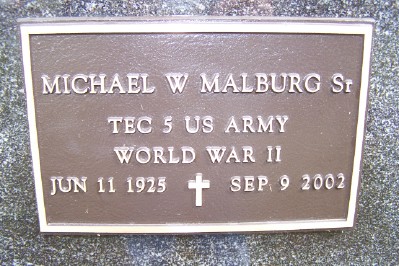 MICHAEL W MALBURG Sr
TEC 5 US ARMY
WORLD WAR II
JUN 11 1925 SEP 9 2002